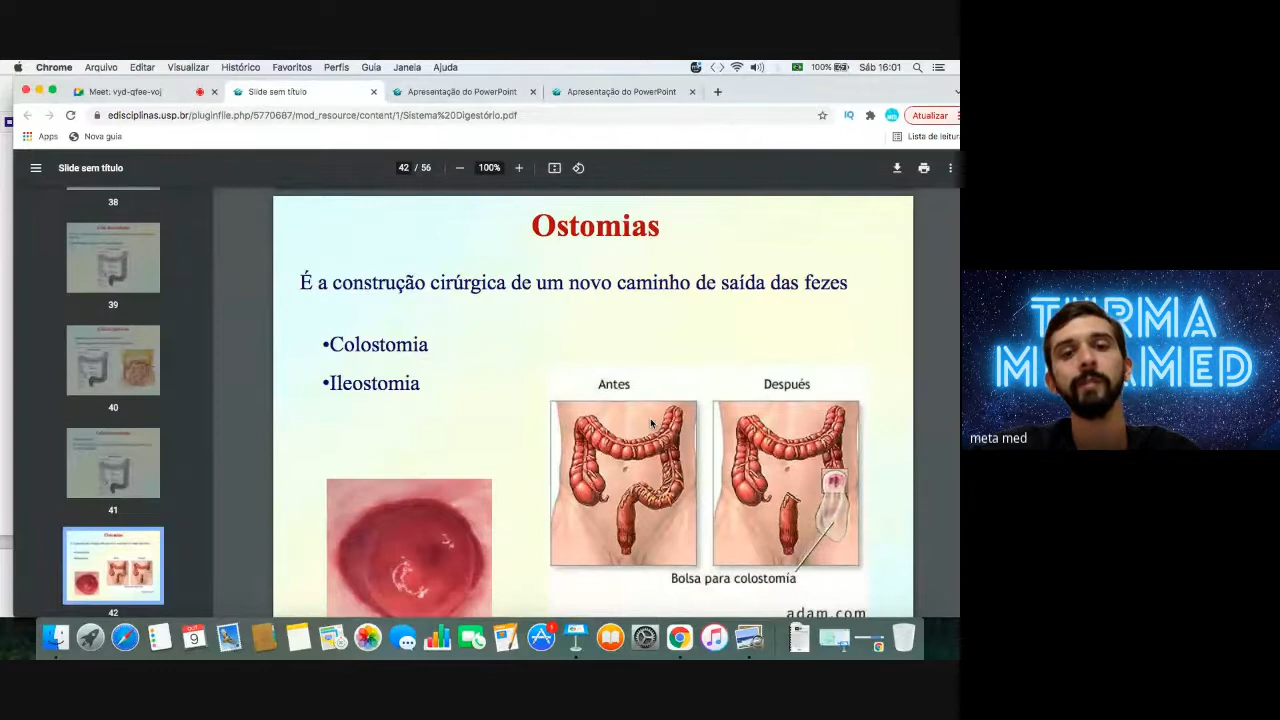 Chrome Arquivo Editar Visualizar Histórico Favoritos Perfis Guia Janela Ajuda 100% Sáb 16:01
Meet: vyd-qfee-voj Slide sem título Apresentação do PowerPoint Apresentação do PowerPoint
edisciplinas.usp.br/pluginfile.php/5770687/mod_resource/content/1/Sistema%20Digestório.pdf IQ Atualizar
Apps Nova guia Lista de leitura
Slide sem título 42 / 56 100%
38
39
40
41
42
Ostomias
É a construção cirúrgica de um novo caminho de saída das fezes
•Colostomia
•Ileostomia
Antes Después
Bolsa para colostomía
adam.com
TURMA
meta med
OCT
9